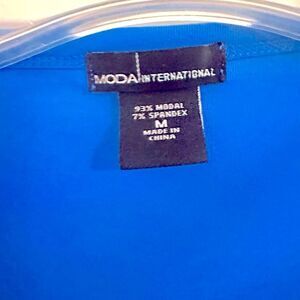 MODA INTERNATIONAL
93% MODAL
7% SPANDEX
M
MADE IN
CHINA